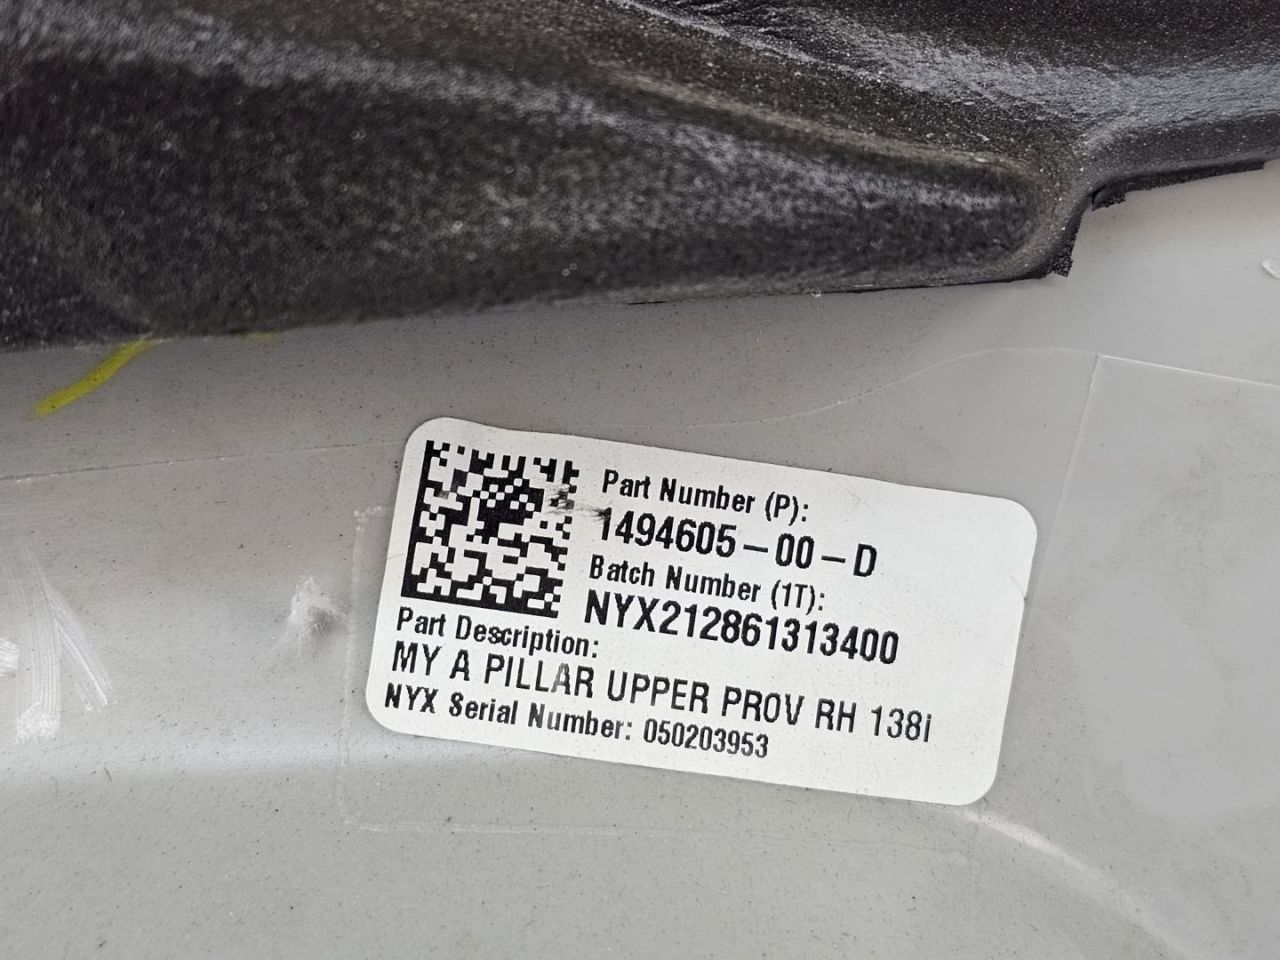 Part Number (P):
1494605-00-D
Batch Number (1T):
NYX212861313400
Part Description:
MY A PILLAR UPPER PROV RH 138i
NYX Serial Number: 050203953